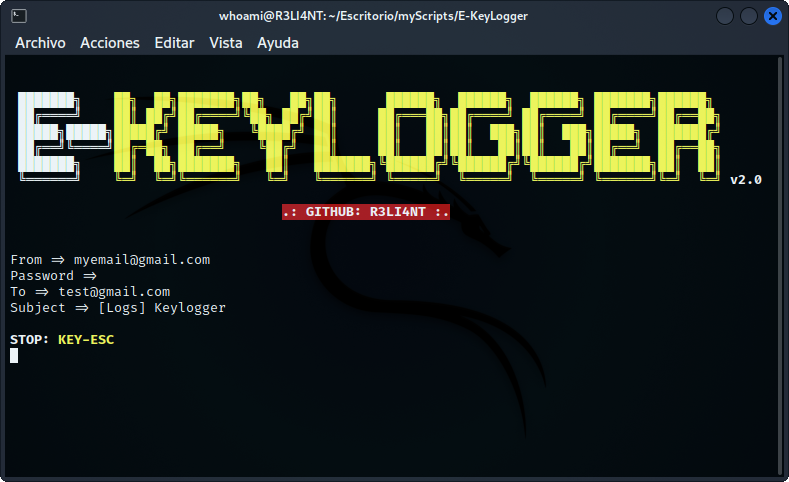 whoami@R3LI4NT: ~/Escritorio/myScripts/E-KeyLogger
Archivo Acciones Editar Vista Ayuda
E-KEYLOGGER v2.0
.: GITHUB: R3LI4NT :.
From => myemail@gmail.com
Password =>
To => test@gmail.com
Subject => [Logs] Keylogger
STOP: KEY-ESC